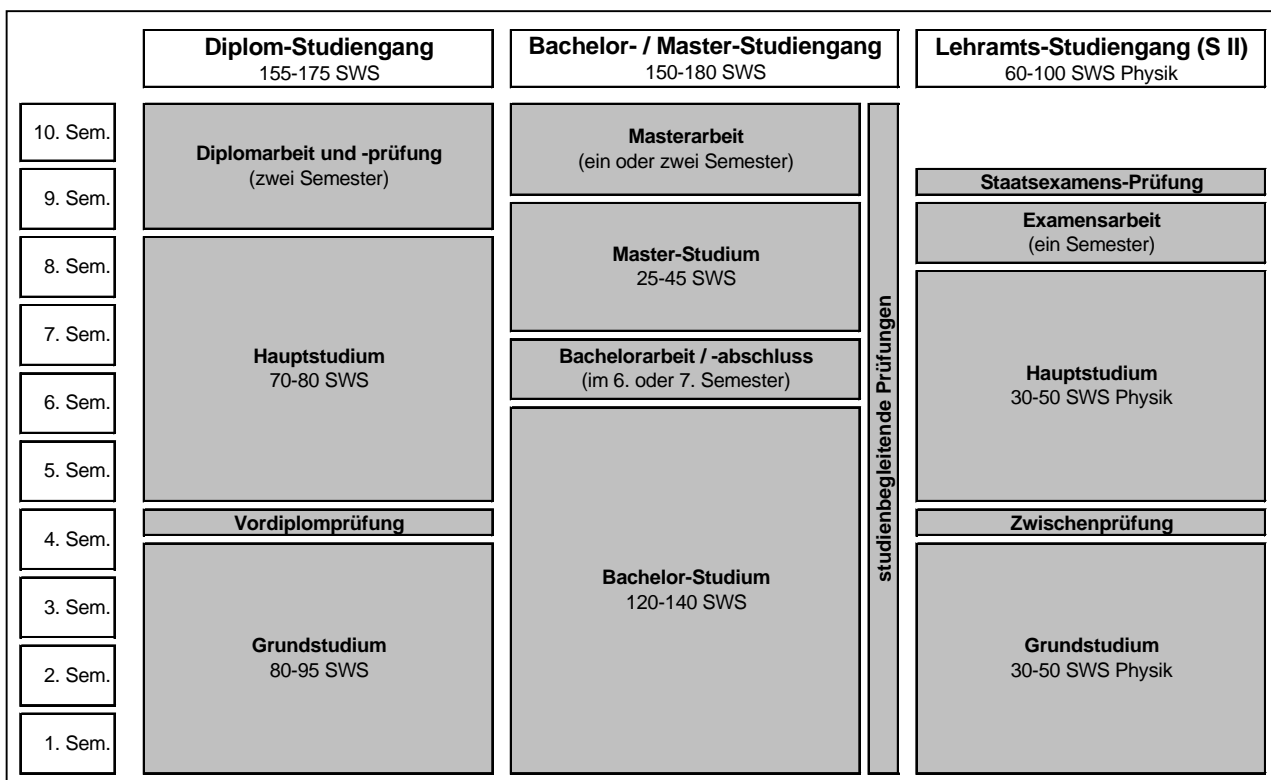 Diplom-Studiengang
155-175 SWS
Bachelor- / Master-Studiengang
150-180 SWS
Lehramts-Studiengang (S II)
60-100 SWS Physik
10. Sem.
9. Sem.
8. Sem.
7. Sem.
6. Sem.
5. Sem.
4. Sem.
3. Sem.
2. Sem.
1. Sem.
Diplomarbeit und -prüfung
(zwei Semester)
Hauptstudium
70-80 SWS
Vordiplomprüfung
Grundstudium
80-95 SWS
Masterarbeit
(ein oder zwei Semester)
Master-Studium
25-45 SWS
Bachelorarbeit / -abschluss
(im 6. oder 7. Semester)
Bachelor-Studium
120-140 SWS
studienbegleitende Prüfungen
Staatsexamens-Prüfung
Examensarbeit
(ein Semester)
Hauptstudium
30-50 SWS Physik
Zwischenprüfung
Grundstudium
30-50 SWS Physik